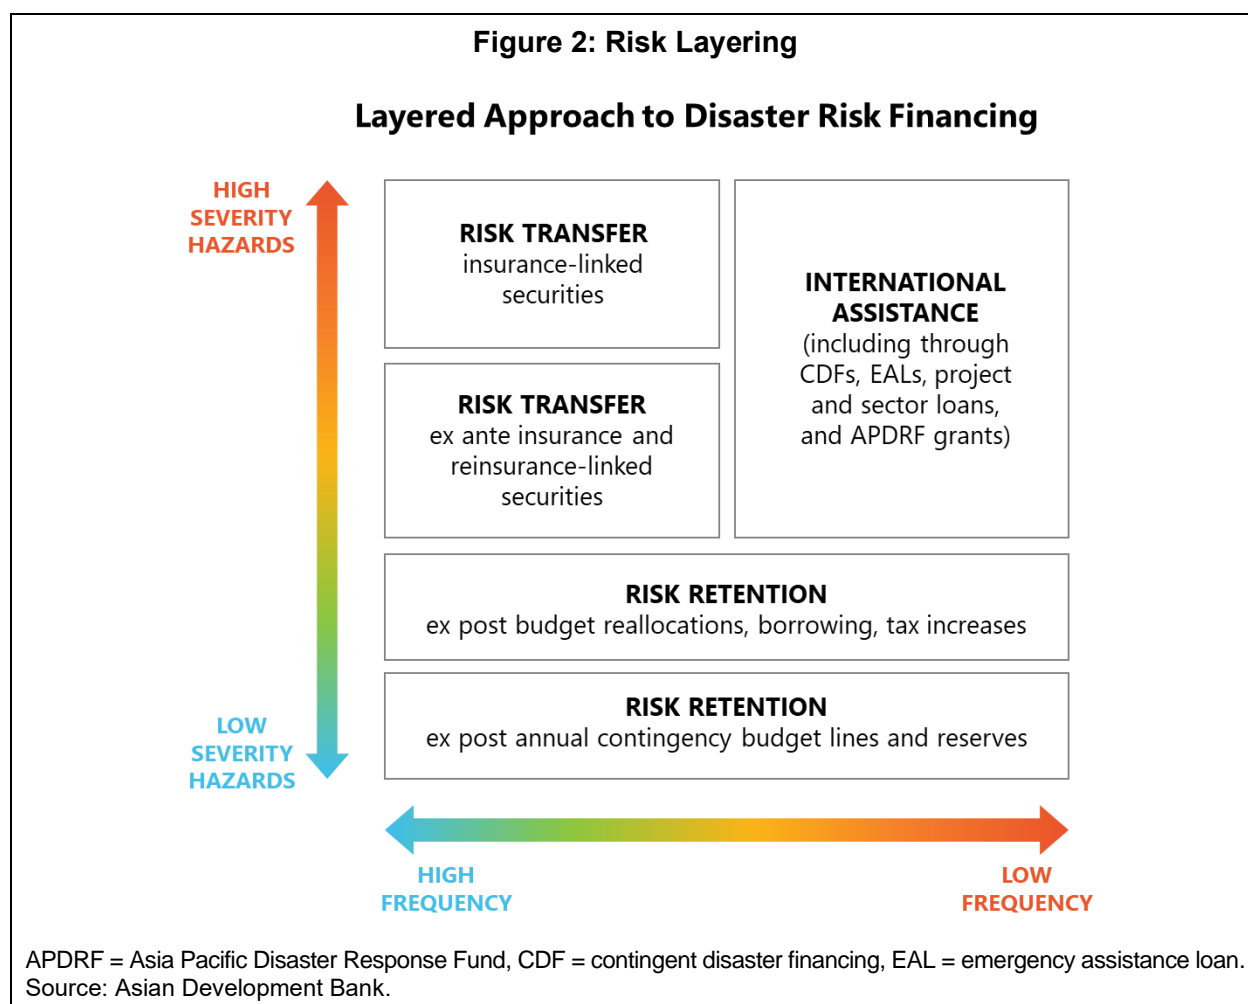 Figure 2: Risk Layering
Layered Approach to Disaster Risk Financing
HIGH
SEVERITY
HAZARDS
RISK TRANSFER
insurance-linked
securities
INTERNATIONAL
ASSISTANCE
(including through
CDFs, EALs, project
and sector loans,
and APDRF grants)
RISK TRANSFER
ex ante insurance and
reinsurance-linked
securities
RISK RETENTION
ex post budget reallocations, borrowing, tax increases
LOW
SEVERITY
HAZARDS
RISK RETENTION
ex post annual contingency budget lines and reserves
HIGH
FREQUENCY
LOW
FREQUENCY
APDRF = Asia Pacific Disaster Response Fund, CDF = contingent disaster financing, EAL = emergency assistance loan.
Source: Asian Development Bank.